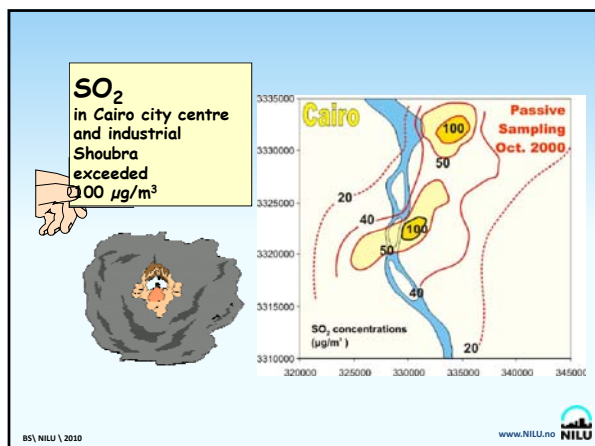 SO₂
in Cairo city centre
and industrial
Shoubra
exceeded
100 µg/m³
Cairo
Passive
Sampling
Oct. 2000
3335000
3330000
3325000
3320000
3315000
3310000
100
50
20
40
100
50
40
20
SO₂ concentrations
(µg/m³)
320000 325000 330000 335000 340000 345000
BS\ NILU \ 2010
www.NILU.no
NILU